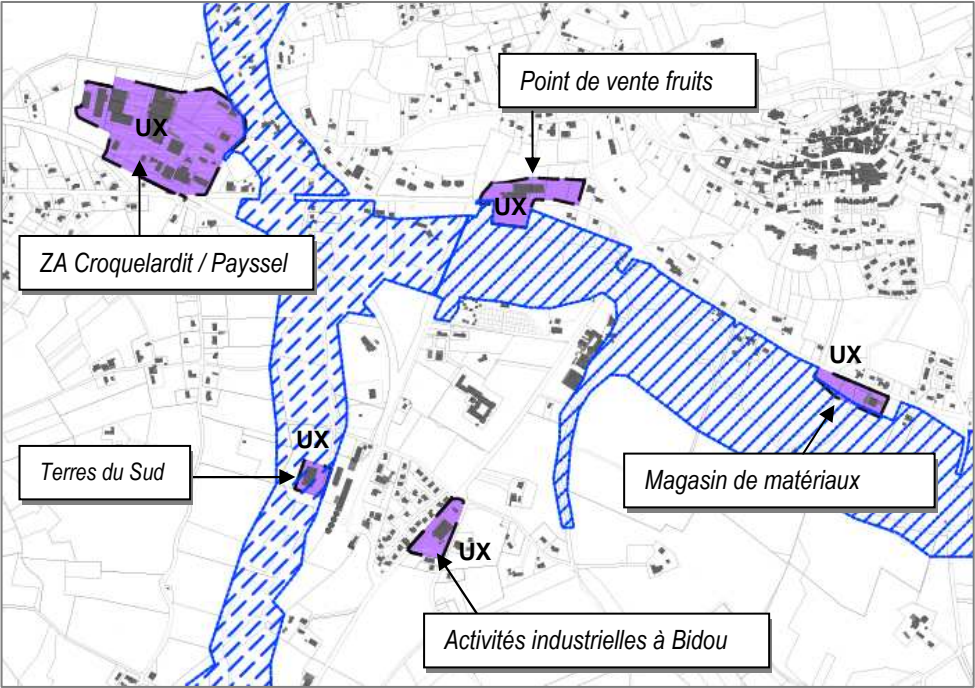 Point de vente fruits
UX
UX
ZA Croquelardit / Payssel
UX
UX
Terres du Sud
Magasin de matériaux
UX
Activités industrielles à Bidou